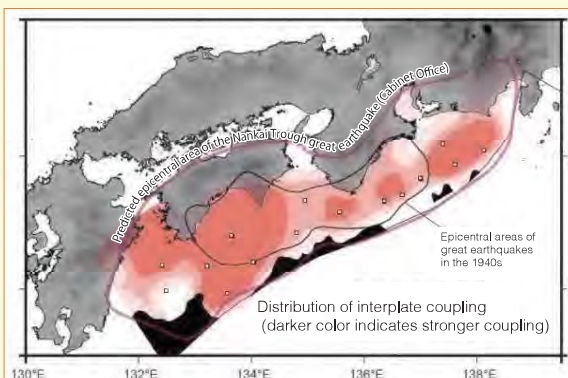 Predicted epicentral area of the Nankai Trough great earthquake (Cabinet Office)
Epicentral areas of
great earthquakes
in the 1940s
Distribution of interplate coupling
(darker color indicates stronger coupling)
130°E
132°E
134°E
136°E
138°E